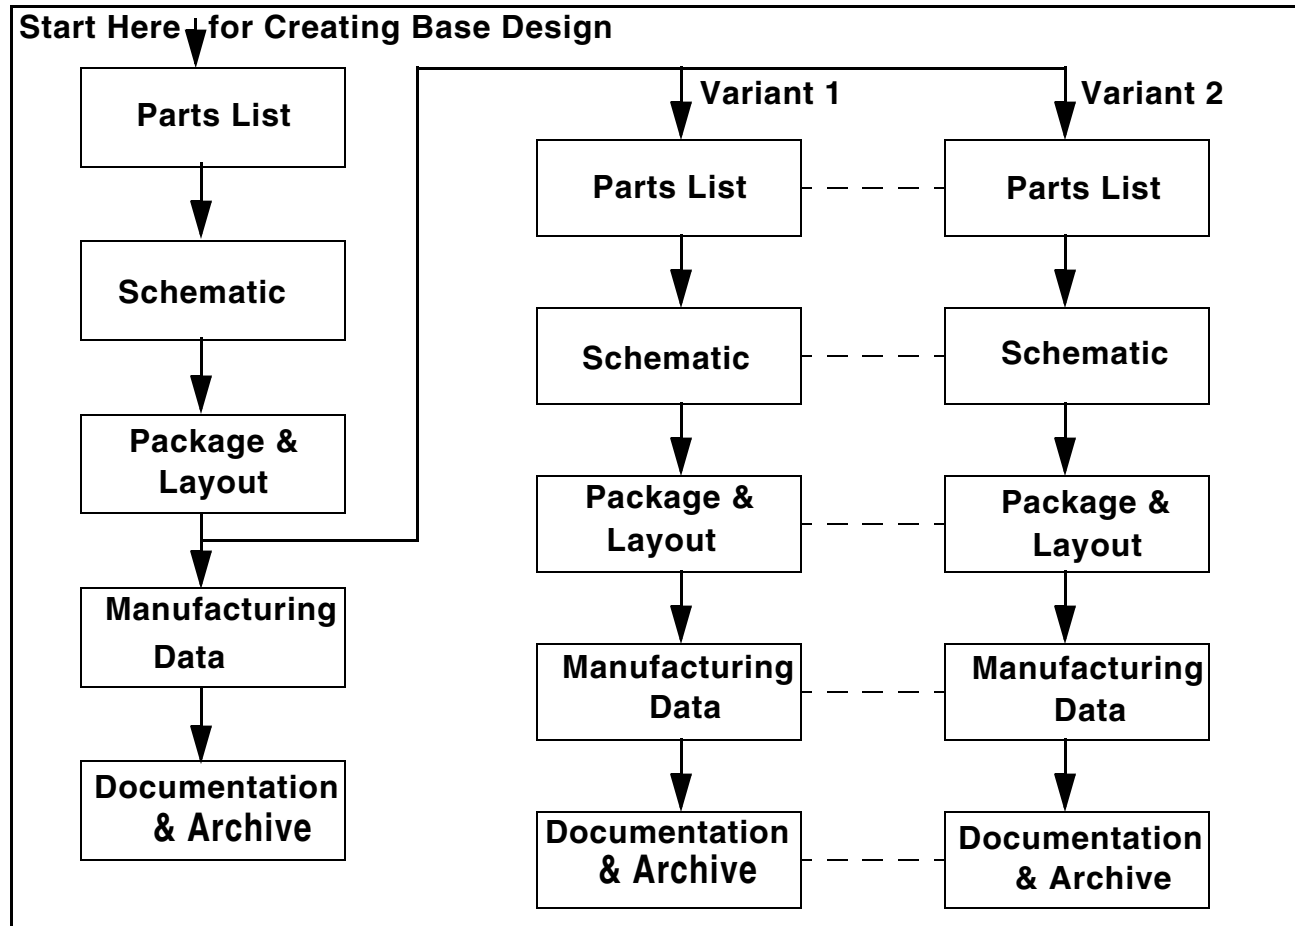 Start Here for Creating Base Design
Parts List
Schematic
Package &
Layout
Manufacturing
Data
Documentation
& Archive
Variant 1
Parts List
Schematic
Package &
Layout
Manufacturing
Data
Documentation
& Archive
Variant 2
Parts List
Schematic
Package &
Layout
Manufacturing
Data
Documentation
& Archive